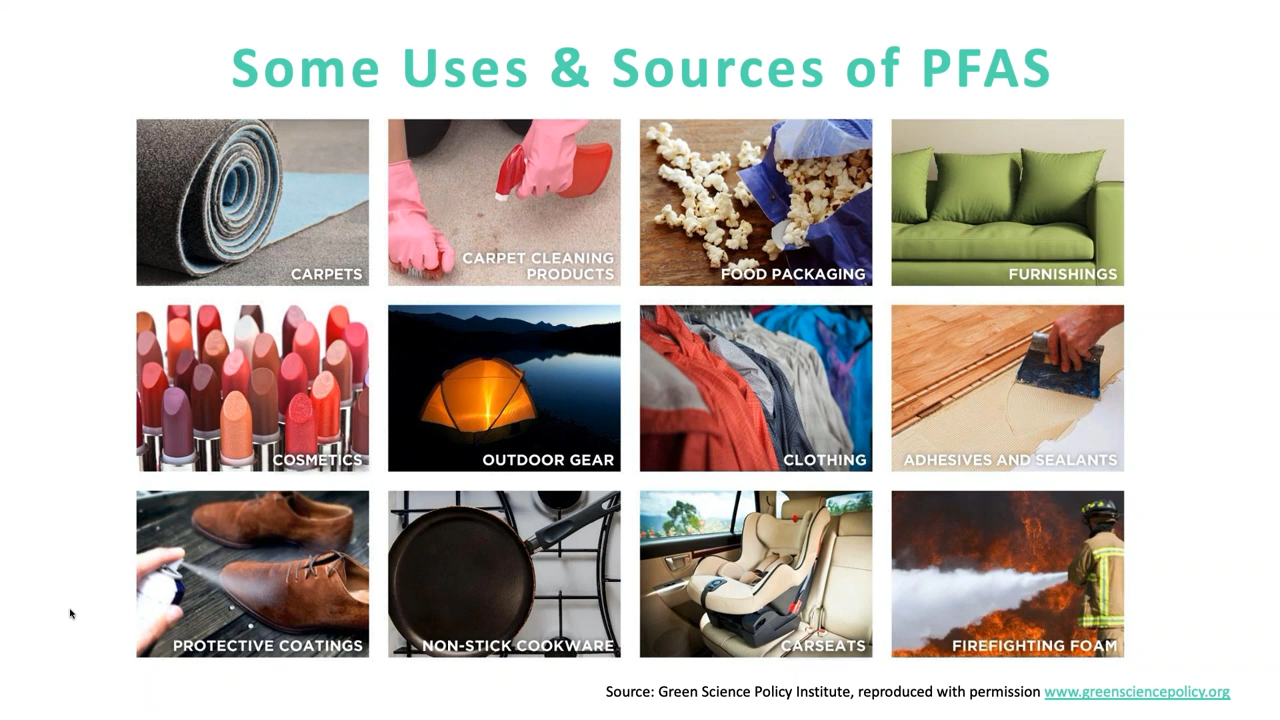 Some Uses & Sources of PFAS
CARPETS
CARPET CLEANING
PRODUCTS
FOOD PACKAGING
FURNISHINGS
COSMETICS
OUTDOOR GEAR
CLOTHING
ADHESIVES AND SEALANTS
PROTECTIVE COATINGS
NON-STICK COOKWARE
CARSEATS
FIREFIGHTING FOAM
Source: Green Science Policy Institute, reproduced with permission www.greensciencepolicy.org